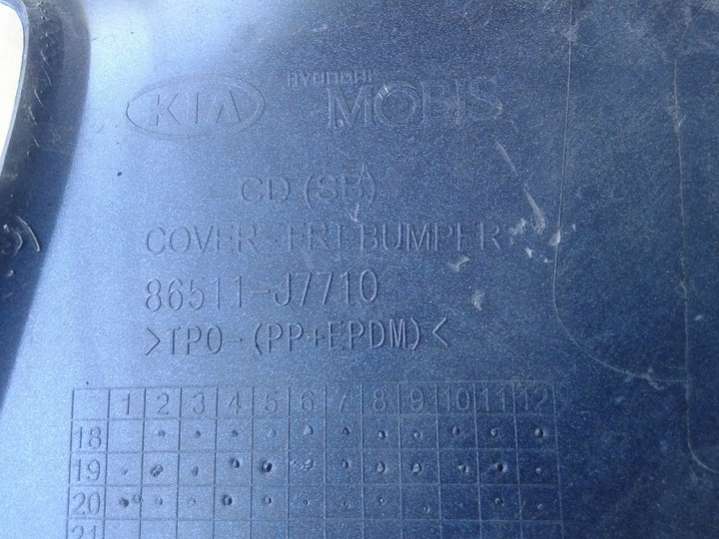 KIA HYUNDAI MOBIS
CD (SB)
COVER-FRT BUMPER
86511-J7710
>TPO-(PP+EPDM)<
1 2 3 4 5 6 7 8 9 10 11 12
18
19
20
21